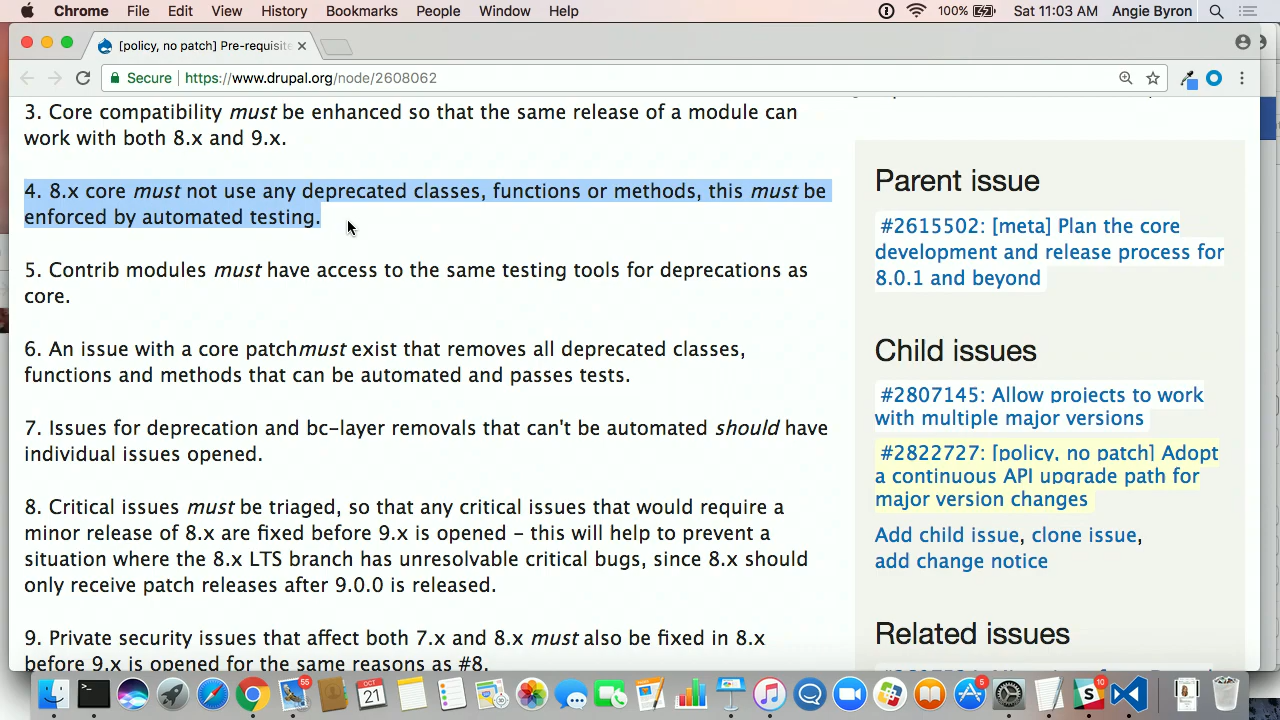 Chrome File Edit View History Bookmarks People Window Help 100% Sat 11:03 AM Angie Byron
[policy, no patch] Pre-requisite
Secure https://www.drupal.org/node/2608062
3. Core compatibility must be enhanced so that the same release of a module can
work with both 8.x and 9.x.
4. 8.x core must not use any deprecated classes, functions or methods, this must be
enforced by automated testing.
5. Contrib modules must have access to the same testing tools for deprecations as
core.
6. An issue with a core patchmust exist that removes all deprecated classes,
functions and methods that can be automated and passes tests.
7. Issues for deprecation and bc-layer removals that can't be automated should have
individual issues opened.
8. Critical issues must be triaged, so that any critical issues that would require a
minor release of 8.x are fixed before 9.x is opened – this will help to prevent a
situation where the 8.x LTS branch has unresolvable critical bugs, since 8.x should
only receive patch releases after 9.0.0 is released.
9. Private security issues that affect both 7.x and 8.x must also be fixed in 8.x
before 9.x is opened for the same reasons as #8.
Parent issue
#2615502: [meta] Plan the core
development and release process for
8.0.1 and beyond
Child issues
#2807145: Allow projects to work
with multiple major versions
#2822727: [policy, no patch] Adopt
a continuous API upgrade path for
major version changes
Add child issue, clone issue,
add change notice
Related issues
55
OCT
21
5
10